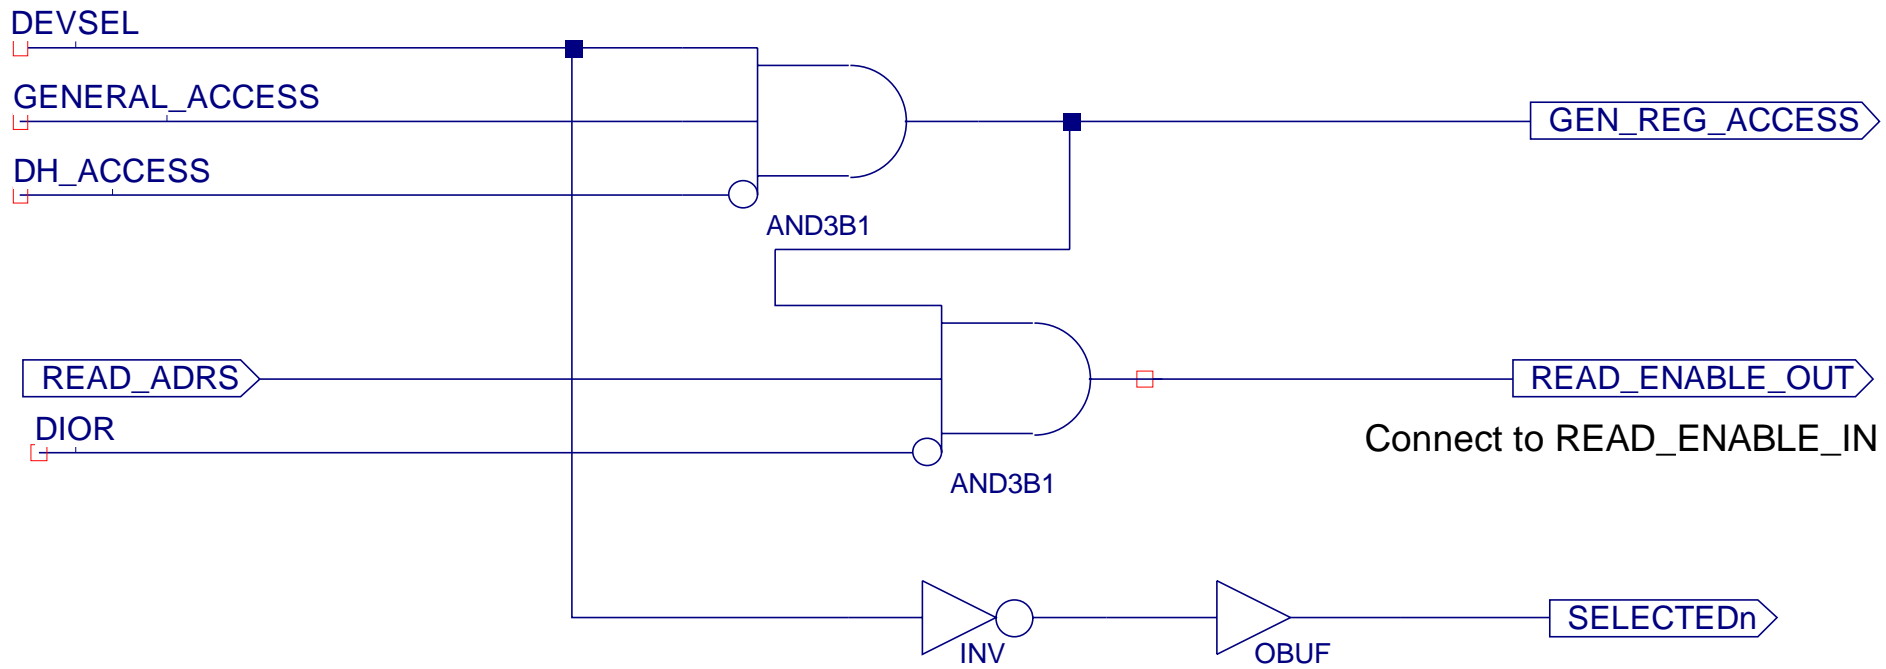 DEVSEL
GENERAL_ACCESS
GEN_REG_ACCESS
DH_ACCESS
AND3B1
READ_ADRS
READ_ENABLE_OUT
DIOR
Connect to READ_ENABLE_IN
AND3B1
SELECTEDn
INV
OBUF